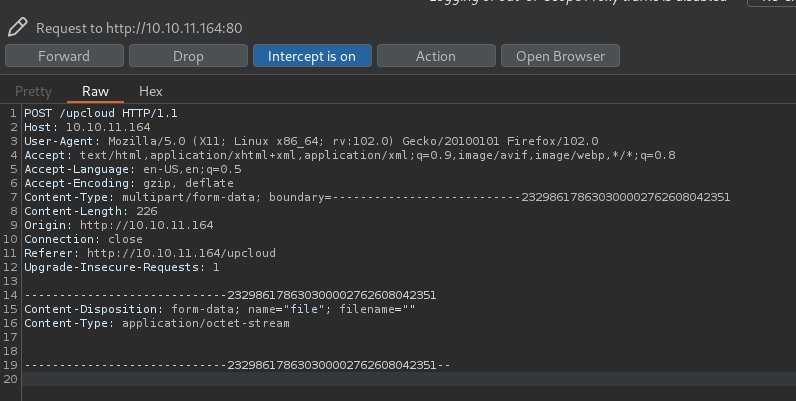 Request to http://10.10.11.164:80
Forward Drop Intercept is on Action Open Browser
Pretty Raw Hex
1 POST /upcloud HTTP/1.1
2 Host: 10.10.11.164
3 User-Agent: Mozilla/5.0 (X11; Linux x86_64; rv:102.0) Gecko/20100101 Firefox/102.0
4 Accept: text/html,application/xhtml+xml,application/xml;q=0.9,image/avif,image/webp,*/*;q=0.8
5 Accept-Language: en-US,en;q=0.5
6 Accept-Encoding: gzip, deflate
7 Content-Type: multipart/form-data; boundary=---------------------------232986178630300002762608042351
8 Content-Length: 226
9 Origin: http://10.10.11.164
10 Connection: close
11 Referer: http://10.10.11.164/upcloud
12 Upgrade-Insecure-Requests: 1
13
14 -----------------------------232986178630300002762608042351
15 Content-Disposition: form-data; name="file"; filename=""
16 Content-Type: application/octet-stream
17
18
19 -----------------------------232986178630300002762608042351--
20